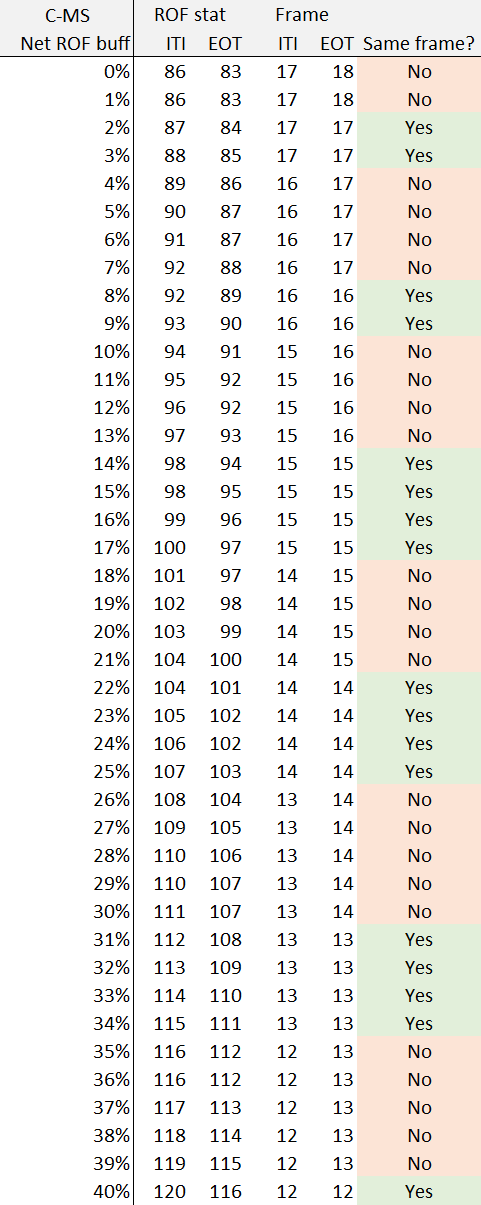 C-MS ROF stat Frame
Net ROF buff ITI EOT ITI EOT Same frame?
0% 86 83 17 18 No
1% 86 83 17 18 No
2% 87 84 17 17 Yes
3% 88 85 17 17 Yes
4% 89 86 16 17 No
5% 90 87 16 17 No
6% 91 87 16 17 No
7% 92 88 16 17 No
8% 92 89 16 16 Yes
9% 93 90 16 16 Yes
10% 94 91 15 16 No
11% 95 92 15 16 No
12% 96 92 15 16 No
13% 97 93 15 16 No
14% 98 94 15 15 Yes
15% 98 95 15 15 Yes
16% 99 96 15 15 Yes
17% 100 97 15 15 Yes
18% 101 97 14 15 No
19% 102 98 14 15 No
20% 103 99 14 15 No
21% 104 100 14 15 No
22% 104 101 14 14 Yes
23% 105 102 14 14 Yes
24% 106 102 14 14 Yes
25% 107 103 14 14 Yes
26% 108 104 13 14 No
27% 109 105 13 14 No
28% 110 106 13 14 No
29% 110 107 13 14 No
30% 111 107 13 14 No
31% 112 108 13 13 Yes
32% 113 109 13 13 Yes
33% 114 110 13 13 Yes
34% 115 111 13 13 Yes
35% 116 112 12 13 No
36% 116 112 12 13 No
37% 117 113 12 13 No
38% 118 114 12 13 No
39% 119 115 12 13 No
40% 120 116 12 12 Yes